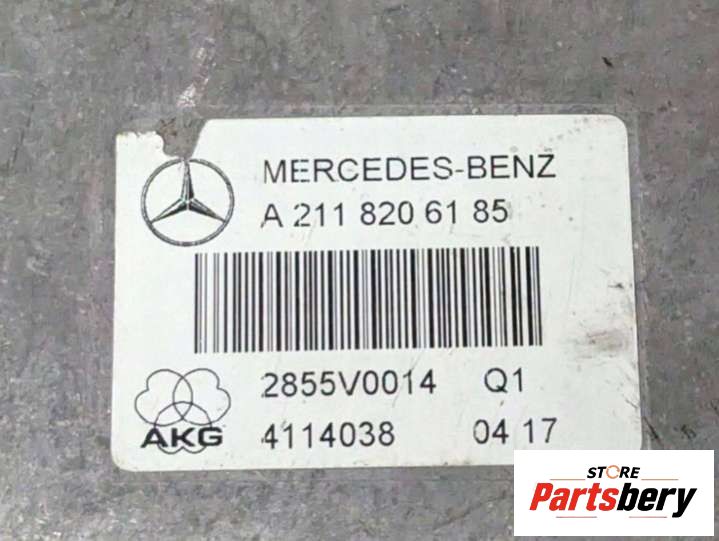 MERCEDES-BENZ
A 211 820 61 85
2855V0014 Q1
AKG
4114038 04 17
STORE
Partsbery